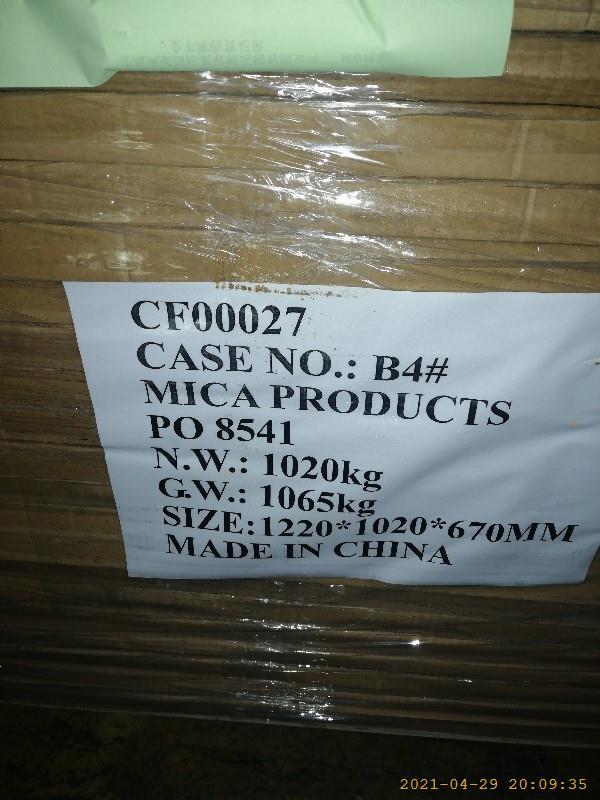 CF00027
CASE NO.: B4#
MICA PRODUCTS
PO 8541
N.W.: 1020kg
G.W.: 1065kg
SIZE:1220*1020*670MM
MADE IN CHINA
2021-04-29 20:09:35